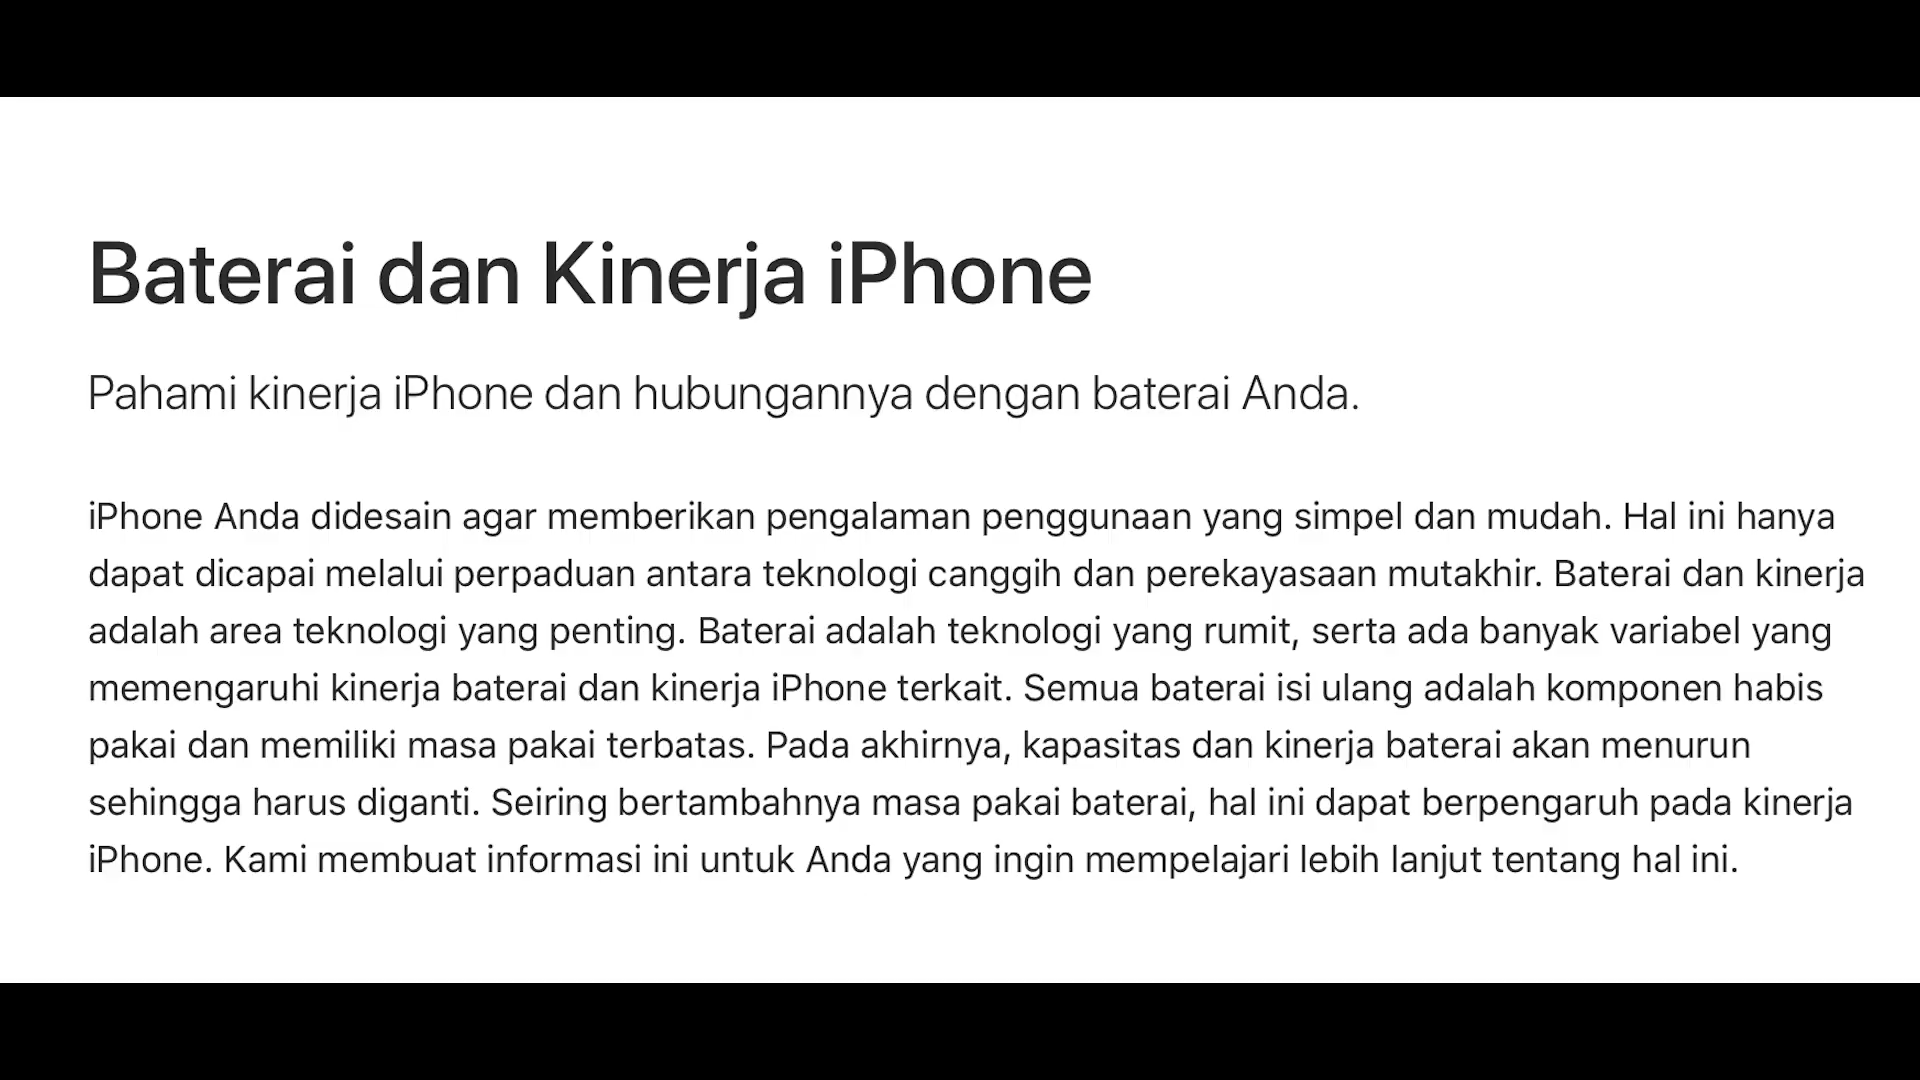 Baterai dan Kinerja iPhone
Pahami kinerja iPhone dan hubungannya dengan baterai Anda.
iPhone Anda didesain agar memberikan pengalaman penggunaan yang simpel dan mudah. Hal ini hanya
dapat dicapai melalui perpaduan antara teknologi canggih dan perekayasaan mutakhir. Baterai dan kinerja
adalah area teknologi yang penting. Baterai adalah teknologi yang rumit, serta ada banyak variabel yang
memengaruhi kinerja baterai dan kinerja iPhone terkait. Semua baterai isi ulang adalah komponen habis
pakai dan memiliki masa pakai terbatas. Pada akhirnya, kapasitas dan kinerja baterai akan menurun
sehingga harus diganti. Seiring bertambahnya masa pakai baterai, hal ini dapat berpengaruh pada kinerja
iPhone. Kami membuat informasi ini untuk Anda yang ingin mempelajari lebih lanjut tentang hal ini.